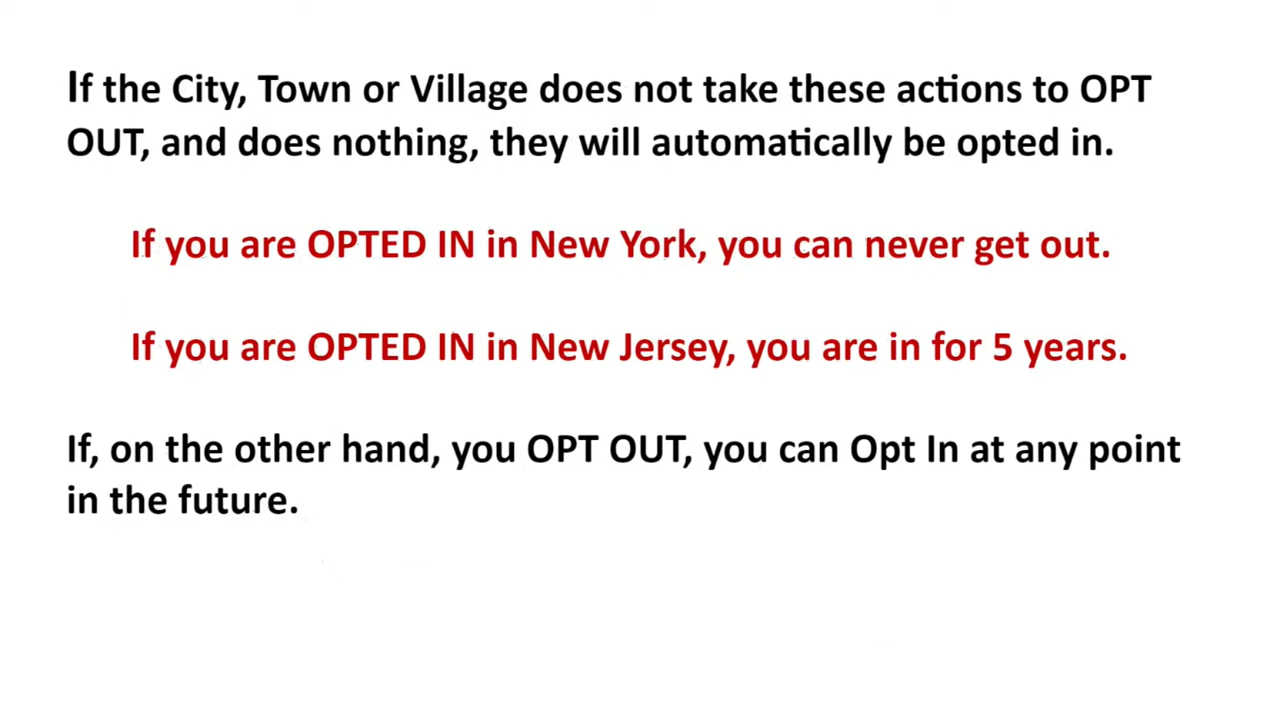 If the City, Town or Village does not take these actions to OPT
OUT, and does nothing, they will automatically be opted in.
If you are OPTED IN in New York, you can never get out.
If you are OPTED IN in New Jersey, you are in for 5 years.
If, on the other hand, you OPT OUT, you can Opt In at any point
in the future.